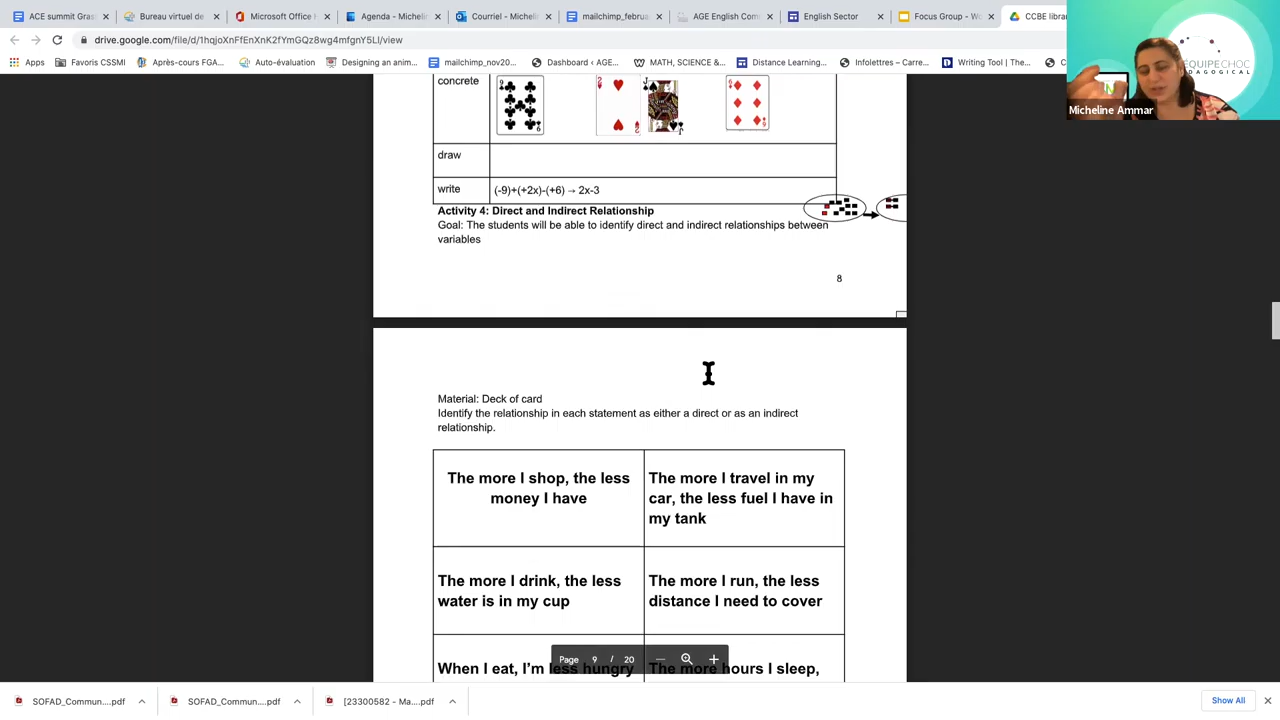 ACE summit Gras
Bureau virtuel de
Microsoft Office H
Agenda - Michelin
Courriel - Micheli
mailchimp_februa
AGE English Com
English Sector
Focus Group - Wo
CCBE libra
drive.google.com/file/d/1hqjoXnFfEnXnK2fYmGQz8wg4mfgnY5LI/view
Apps
Favoris CSSMI
Après-cours FGA...
Auto-évaluation
Designing an anim...
mailchimp_nov20...
Dashboard ‹ AGE...
MATH, SCIENCE &...
Distance Learning...
Infolettres – Carre...
Writing Tool | The...
ÉQUIPECHOC
Micheline Ammar
concrete
draw
write
(-9)+(+2x)-(+6) → 2x-3
Activity 4: Direct and Indirect Relationship
Goal: The students will be able to identify direct and indirect relationships between
variables
8
Material: Deck of card
Identify the relationship in each statement as either a direct or as an indirect
relationship.
The more I shop, the less
money I have
The more I travel in my
car, the less fuel I have in
my tank
The more I drink, the less
water is in my cup
The more I run, the less
distance I need to cover
When I eat, I'm less hungry
The more hours I sleep,
Page 9 / 20
SOFAD_Commun....pdf
SOFAD_Commun....pdf
[23300582 - Ma....pdf
Show All